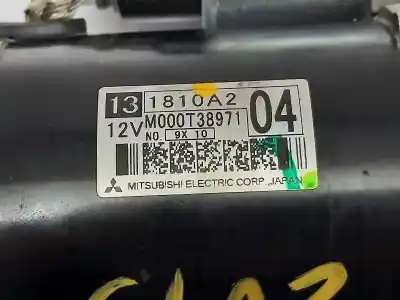 13 1810A2
12V M000T38971 04
NO. 9X 10
MITSUBISHI ELECTRIC CORP. JAPAN